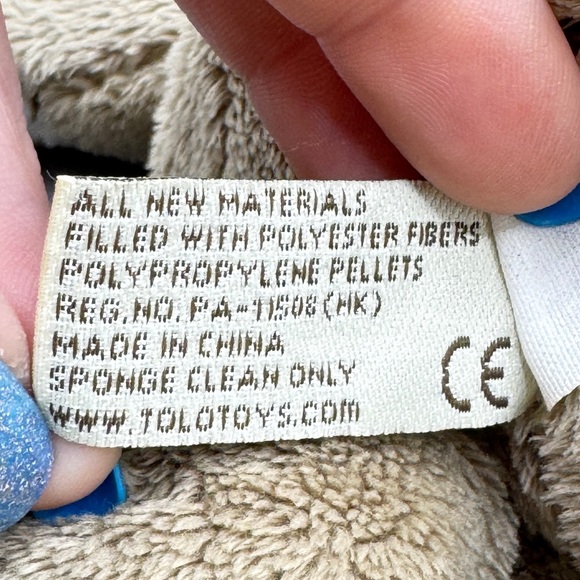 ALL NEW MATERIALS
FILLED WITH POLYESTER FIBERS
POLYPROPYLENE PELLETS
REG.NO. PA-11506 (HK)
MADE IN CHINA
SPONGE CLEAN ONLY
WWW.TOLOTOYS.COM
CE